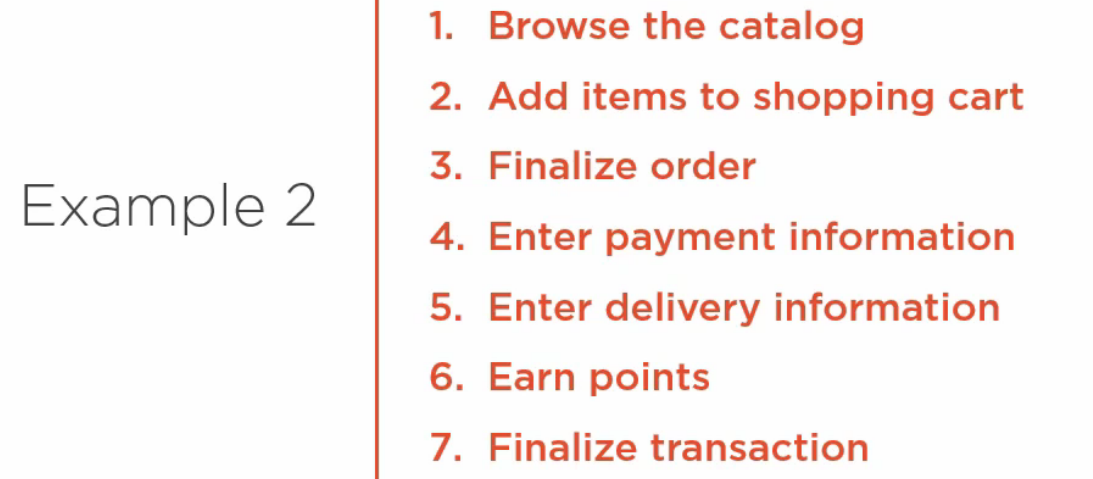 Example 2
1. Browse the catalog
2. Add items to shopping cart
3. Finalize order
4. Enter payment information
5. Enter delivery information
6. Earn points
7. Finalize transaction